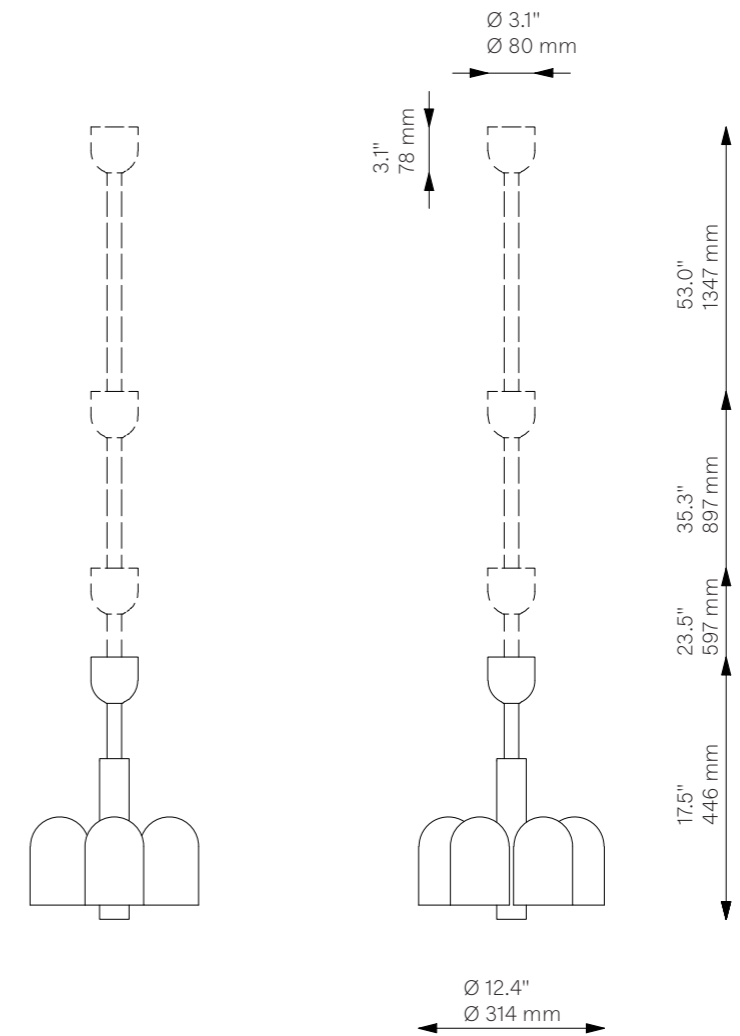 Ø 3.1"
Ø 80 mm
3.1"
78 mm
53.0"
1347 mm
35.3"
897 mm
23.5"
597 mm
17.5"
446 mm
Ø 12.4"
Ø 314 mm